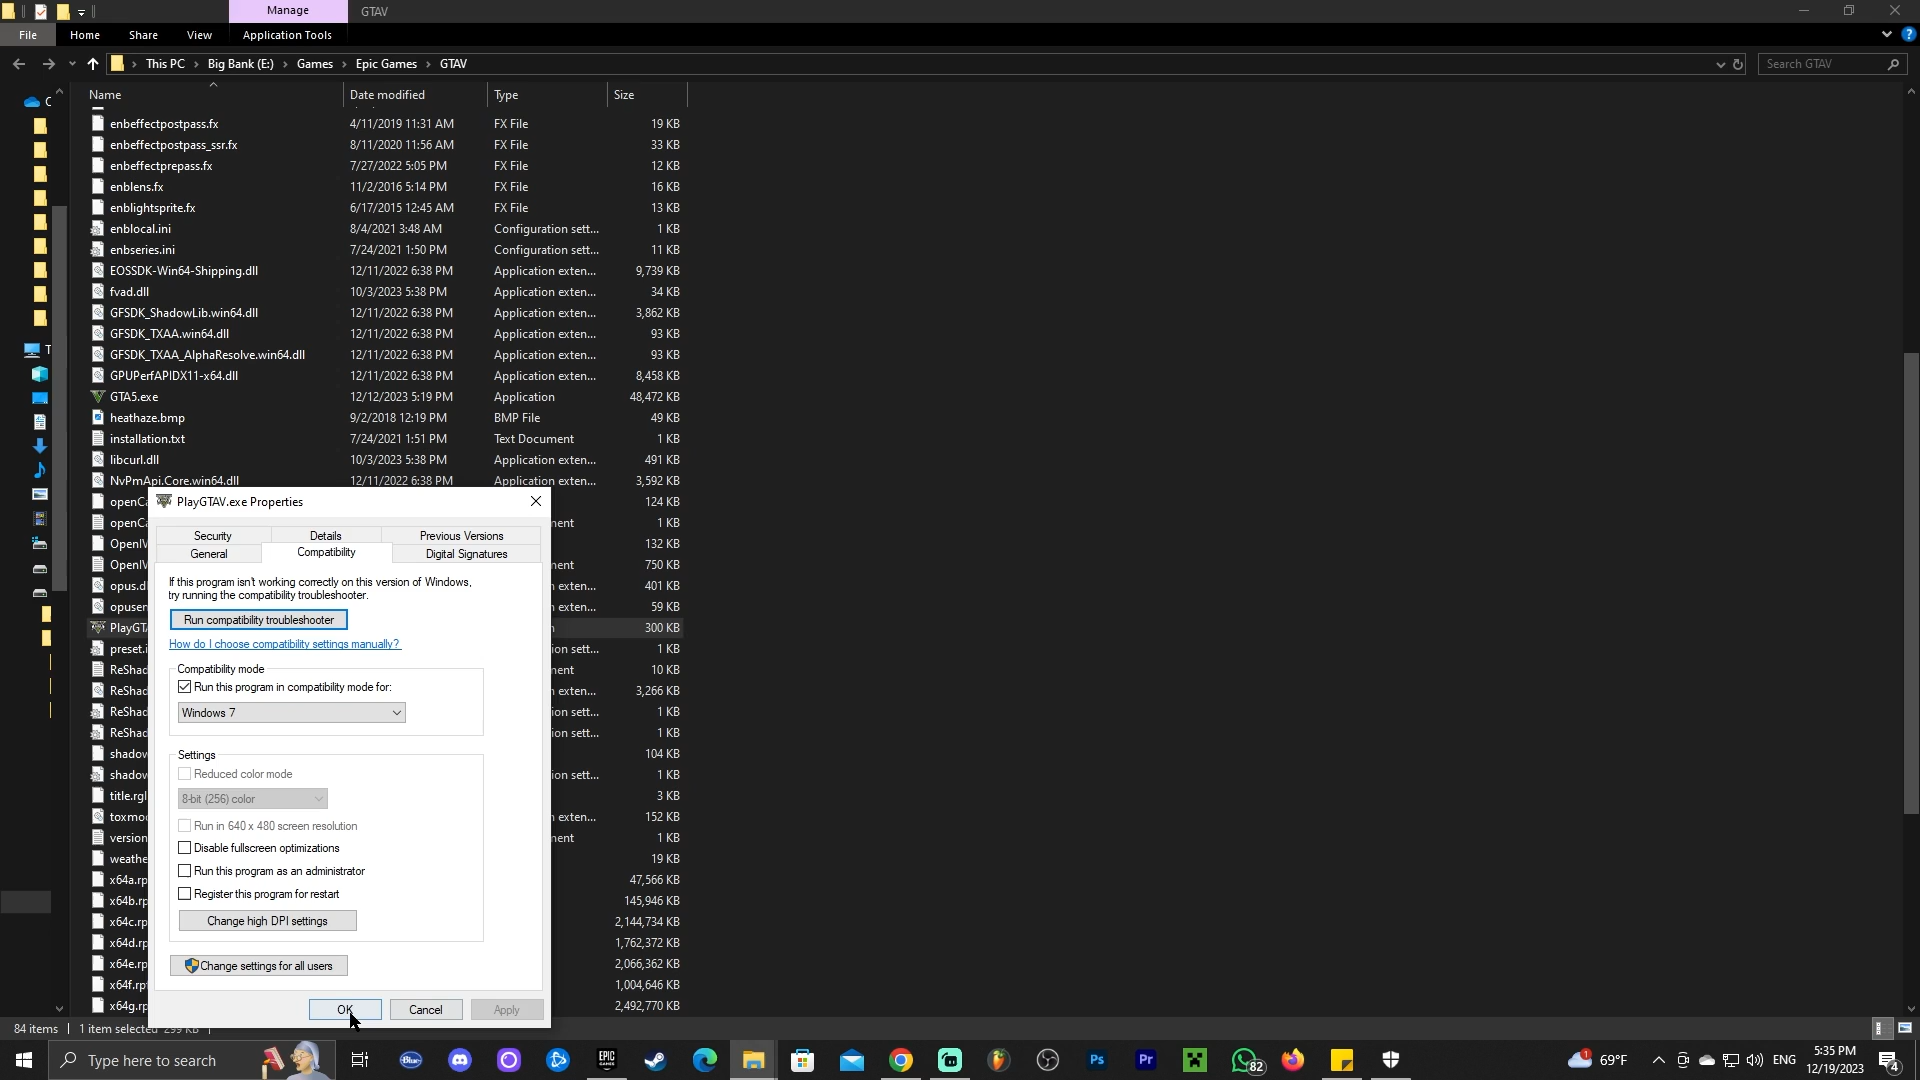 Manage
GTAV
File
Home
Share
View
Application Tools
This PC
Big Bank (E:)
Games
Epic Games
GTAV
Search GTAV
Name
Date modified
Type
Size
enbeffectpostpass.fx 4/11/2019 11:31 AM FX File 19 KB
enbeffectpostpass_ssr.fx 8/11/2020 11:56 AM FX File 33 KB
enbeffectprepass.fx 7/27/2022 5:05 PM FX File 12 KB
enblens.fx 11/2/2016 5:14 PM FX File 16 KB
enblightsprite.fx 6/17/2015 12:45 AM FX File 13 KB
enblocal.ini 8/4/2021 3:48 AM Configuration sett... 1 KB
enbseries.ini 7/24/2021 1:50 PM Configuration sett... 11 KB
EOSSDK-Win64-Shipping.dll 12/11/2022 6:38 PM Application exten... 9,739 KB
fvad.dll 10/3/2023 5:38 PM Application exten... 34 KB
GFSDK_ShadowLib.win64.dll 12/11/2022 6:38 PM Application exten... 3,862 KB
GFSDK_TXAA.win64.dll 12/11/2022 6:38 PM Application exten... 93 KB
GFSDK_TXAA_AlphaResolve.win64.dll 12/11/2022 6:38 PM Application exten... 93 KB
GPUPerfAPIDX11-x64.dll 12/11/2022 6:38 PM Application exten... 8,458 KB
GTA5.exe 12/12/2023 5:19 PM Application 48,472 KB
heathaze.bmp 9/2/2018 12:19 PM BMP File 49 KB
installation.txt 7/24/2021 1:51 PM Text Document 1 KB
libcurl.dll 10/3/2023 5:38 PM Application exten... 491 KB
NvPmApi.Core.win64.dll 12/11/2022 6:38 PM Application exten... 3,592 KB
124 KB
1 KB
132 KB
750 KB
401 KB
59 KB
300 KB
1 KB
10 KB
3,266 KB
1 KB
1 KB
104 KB
1 KB
title.rgl 3 KB
152 KB
version 1 KB
19 KB
47,566 KB
145,946 KB
2,144,734 KB
1,762,372 KB
2,066,362 KB
1,004,646 KB
2,492,770 KB
PlayGTAV.exe Properties
Security
Details
Previous Versions
General
Compatibility
Digital Signatures
If this program isn't working correctly on this version of Windows,
try running the compatibility troubleshooter.
Run compatibility troubleshooter
How do I choose compatibility settings manually?
Compatibility mode
Run this program in compatibility mode for:
Windows 7
Settings
Reduced color mode
8-bit (256) color
Run in 640 x 480 screen resolution
Disable fullscreen optimizations
Run this program as an administrator
Register this program for restart
Change high DPI settings
Change settings for all users
OK
Cancel
Apply
84 items
1 item selected 299 KB
Type here to search
Blue
EPIC GAMES
Ps
Pr
82
1
69°F
ENG
5:35 PM
12/19/2023
4